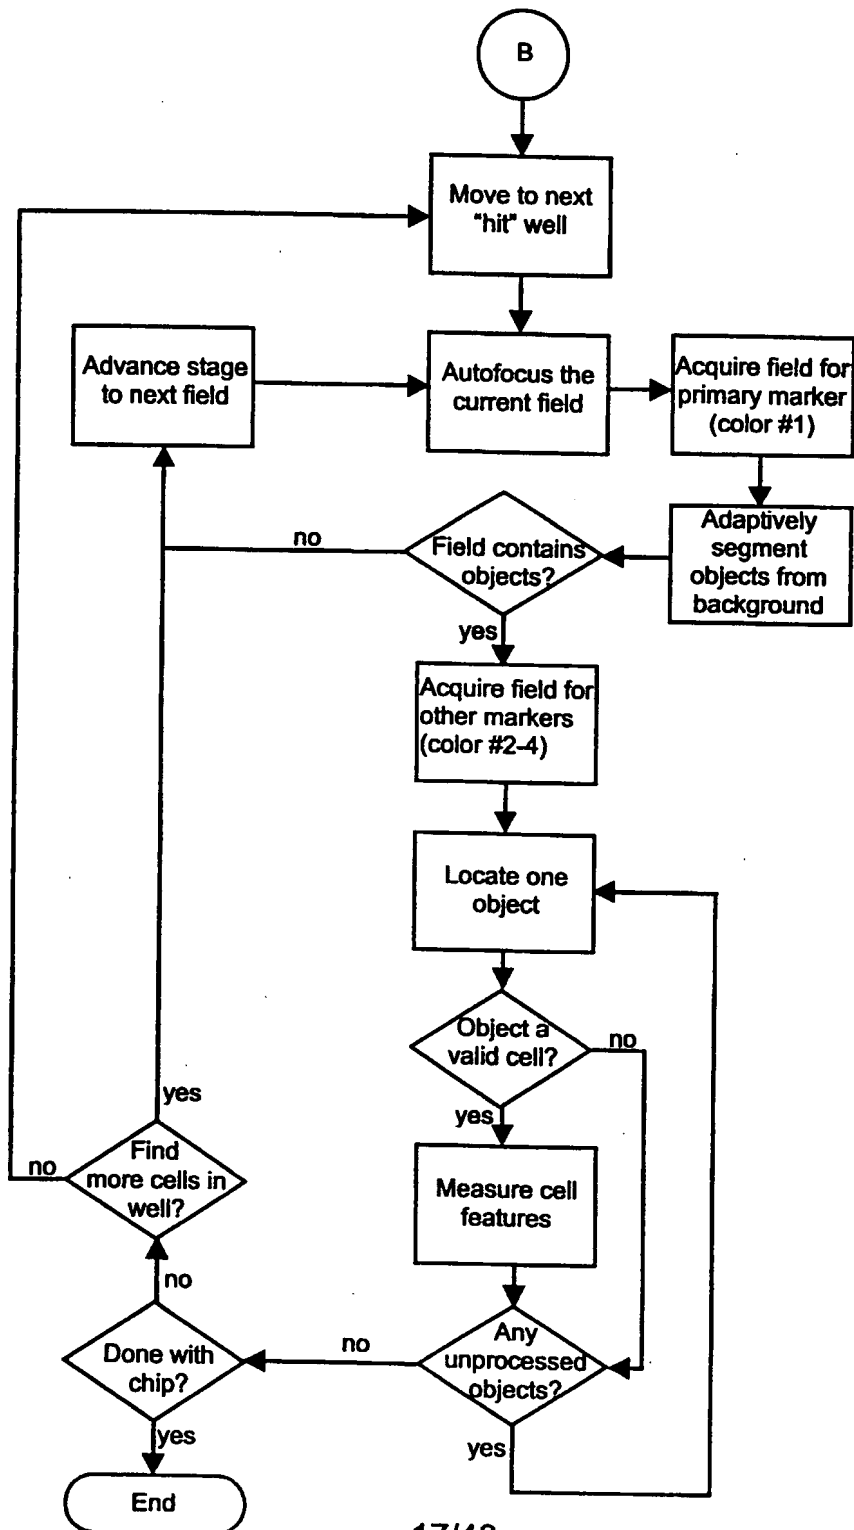 B
Move to next
"hit" well
Advance stage
to next field
Autofocus the
current field
Acquire field for
primary marker
(color #1)
Adaptively
segment
objects from
background
Field contains
objects?
no
yes
Acquire field for
other markers
(color #2-4)
Locate one
object
Object a
valid cell?
no
yes
Measure cell
features
Any
unprocessed
objects?
yes
no
Done with
chip?
no
yes
Find
more cells in
well?
yes
no
End